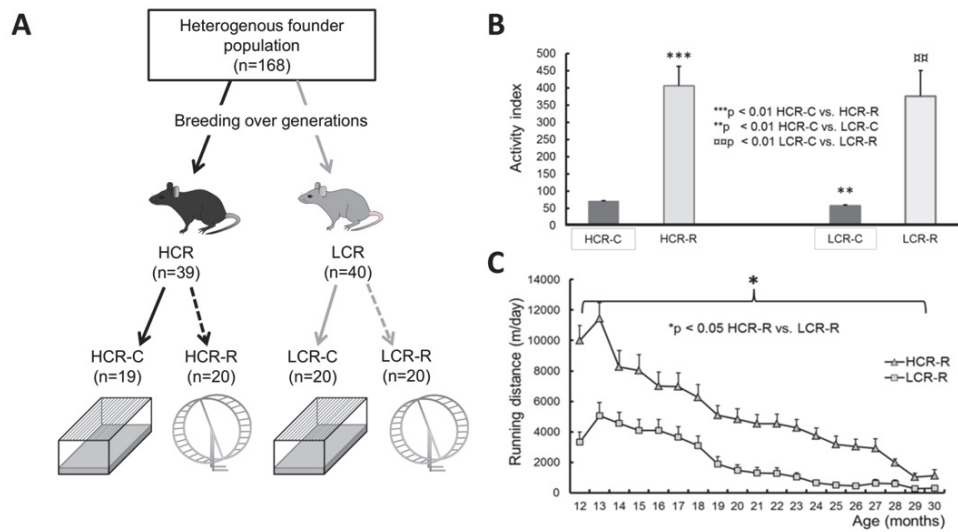 A
Heterogenous founder
population
(n=168)
Breeding over generations
HCR
(n=39)
LCR
(n=40)
HCR-C
(n=19)
HCR-R
(n=20)
LCR-C
(n=20)
LCR-R
(n=20)
B
Activity index
500
450
400
350
300
250
200
150
100
50
0
***
¤¤
**
***p < 0.01 HCR-C vs. HCR-R
**p < 0.01 HCR-C vs. LCR-C
¤¤p < 0.01 LCR-C vs. LCR-R
HCR-C HCR-R LCR-C LCR-R
C
Running distance (m/day)
14000
12000
10000
8000
6000
4000
2000
0
*
*p < 0.05 HCR-R vs. LCR-R
HCR-R
LCR-R
12 13 14 15 16 17 18 19 20 21 22 23 24 25 26 27 28 29 30
Age (months)